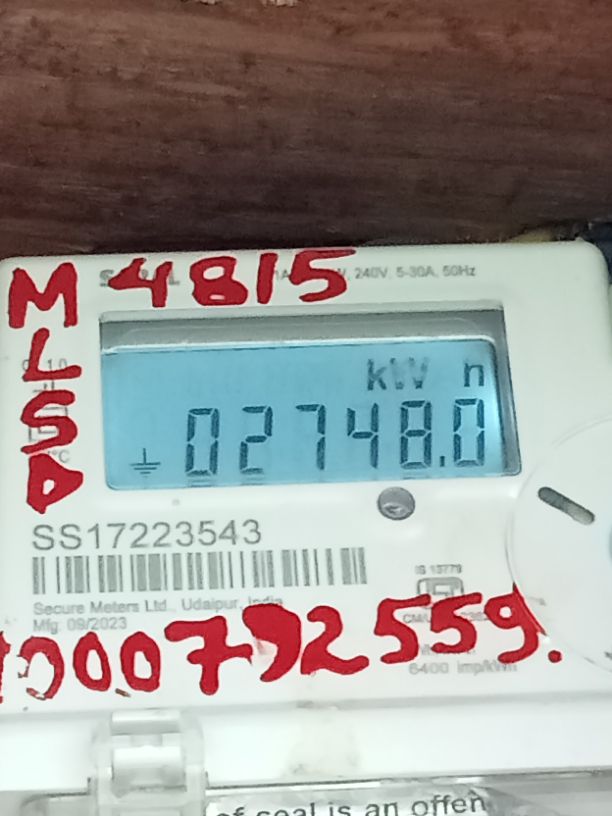 M 4815
240V, 5-30A, 50Hz
L
S
D
kW h
02748.0
SS17223543
Secure Meters Ltd., Udaipur, India
Mfg: 09/2023
IS 13779
000792559.
6400 imp/kWh
of seal is an offen